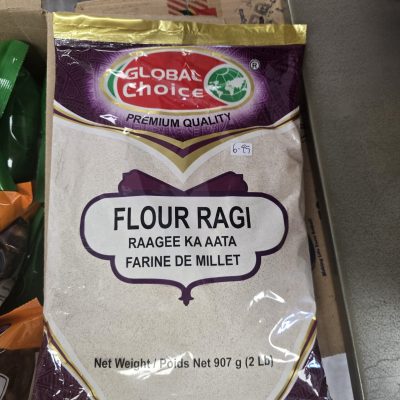 GLOBAL
Choice
®
PREMIUM QUALITY
6.95
FLOUR RAGI
RAAGEE KA AATA
FARINE DE MILLET
Net Weight / Poids Net 907 g (2 Lb)